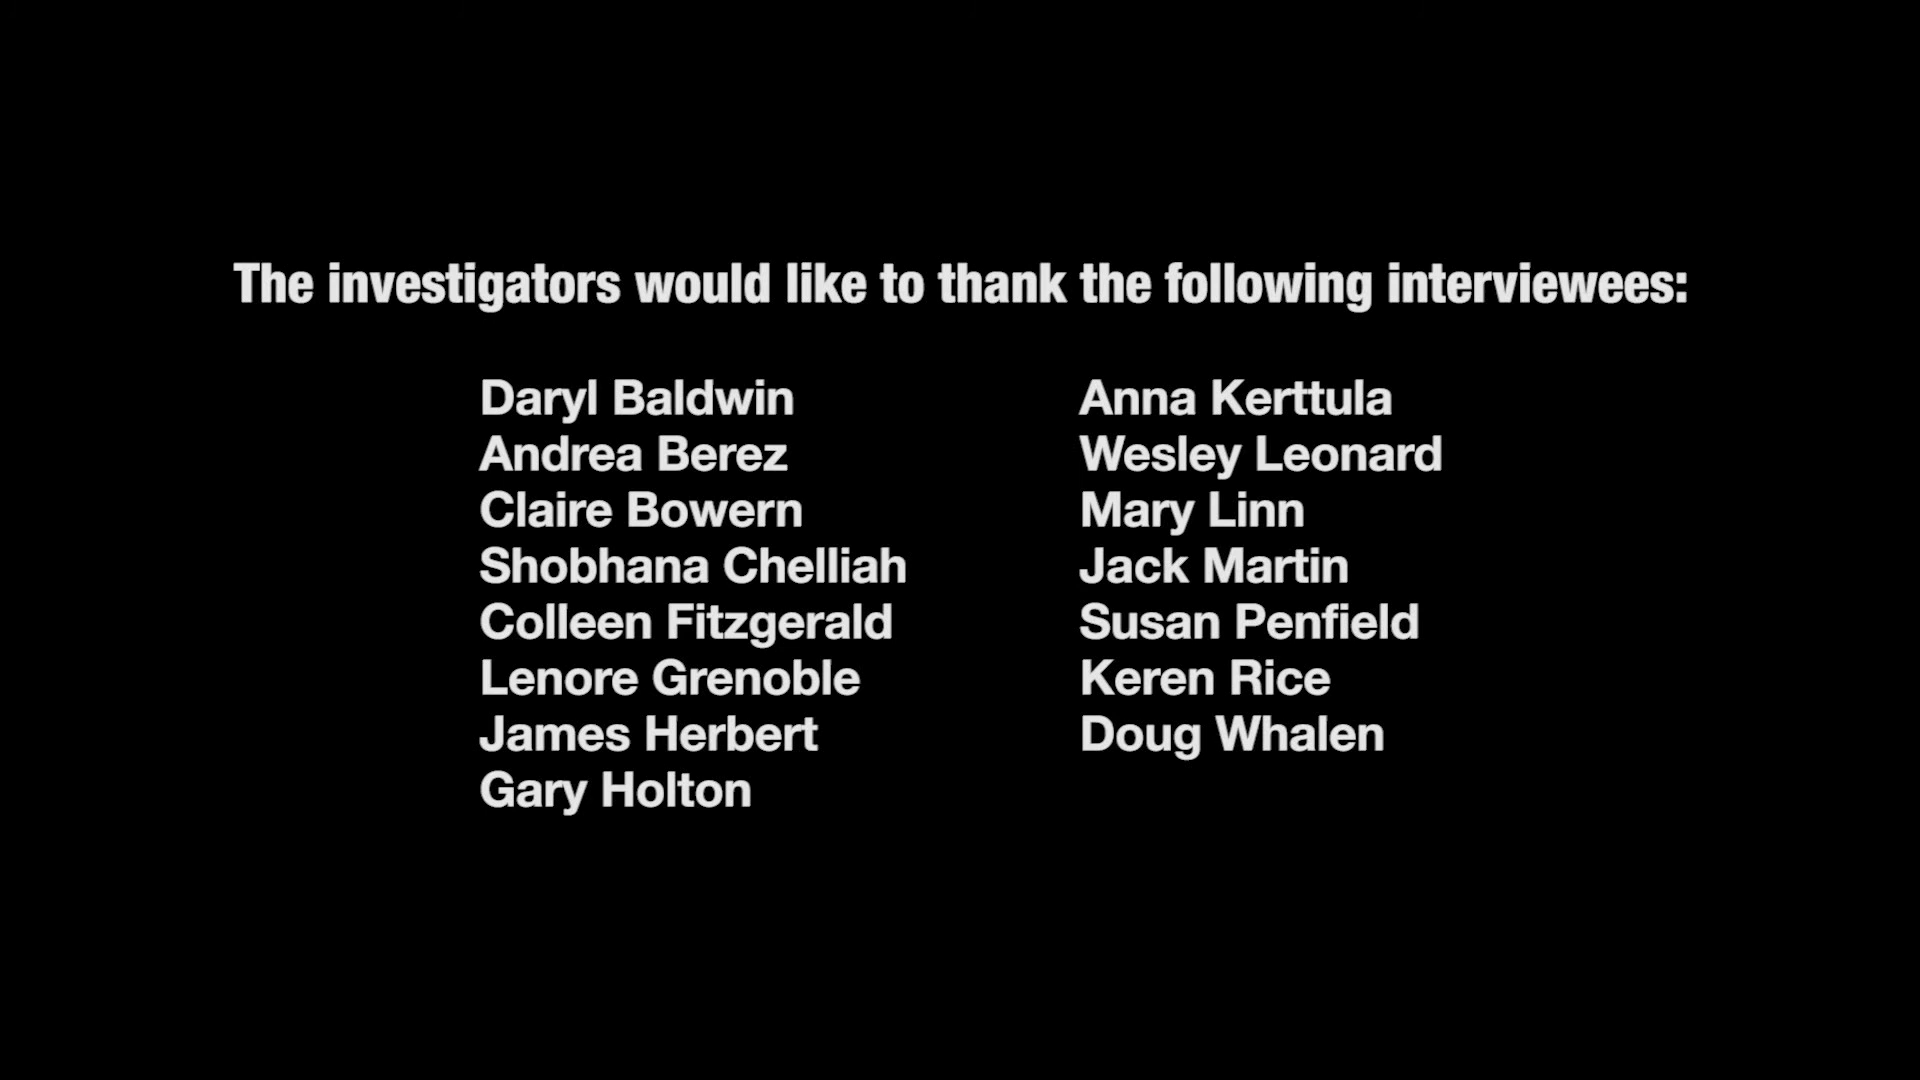 The investigators would like to thank the following interviewees:
Daryl Baldwin
Andrea Berez
Claire Bowern
Shobhana Chelliah
Colleen Fitzgerald
Lenore Grenoble
James Herbert
Gary Holton
Anna Kerttula
Wesley Leonard
Mary Linn
Jack Martin
Susan Penfield
Keren Rice
Doug Whalen